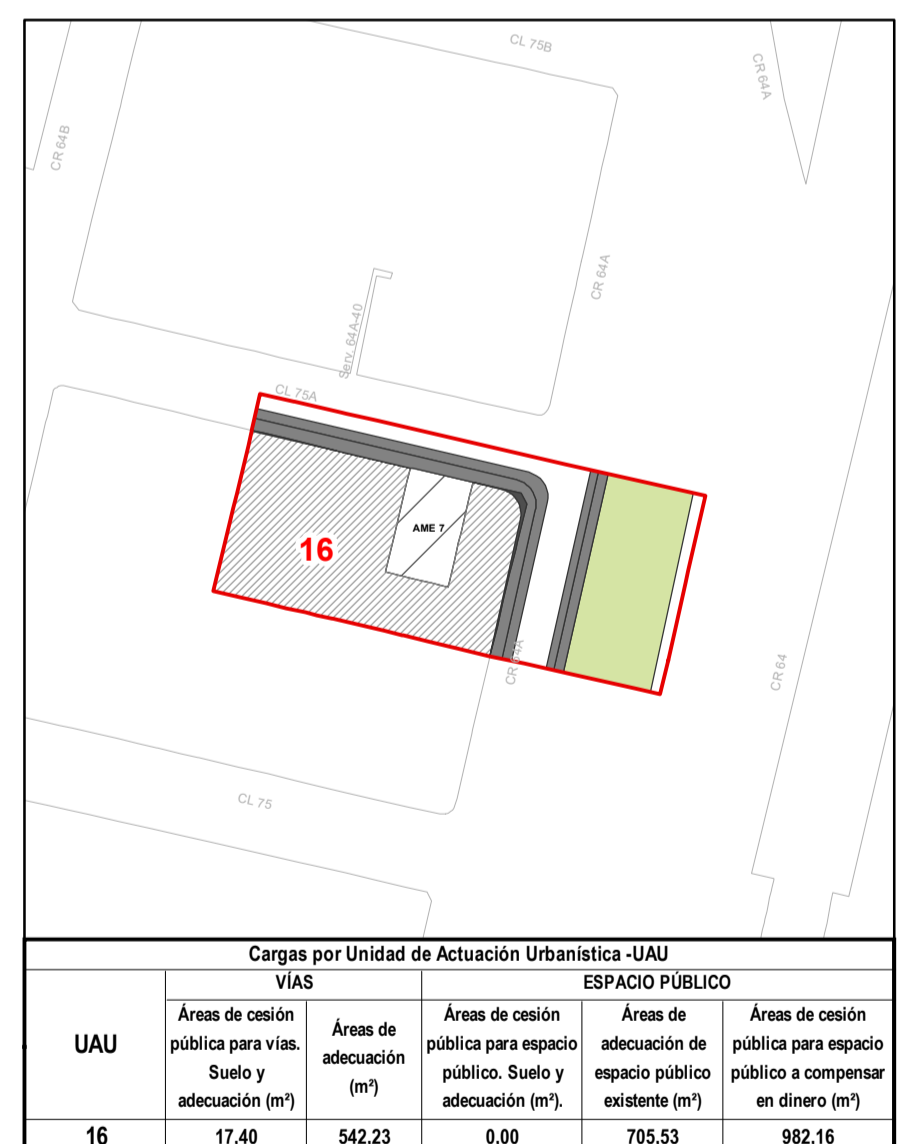 CL 75B
CR 64A
CR 64B
CR 64A
Serv. 64A-40
CL 75A
AME 7
16
CR 64A
CR 64
CL 75
Cargas por Unidad de Actuación Urbanística -UAU
VÍAS
ESPACIO PÚBLICO
UAU
Áreas de cesión
pública para vías.
Suelo y
adecuación (m²)
Áreas de
adecuación
(m²)
Áreas de cesión
pública para espacio
público. Suelo y
adecuación (m²).
Áreas de
adecuación de
espacio público
existente (m²)
Áreas de cesión
pública para espacio
público a compensar
en dinero (m²)
16 17.40 542.23 0.00 705.53 982.16